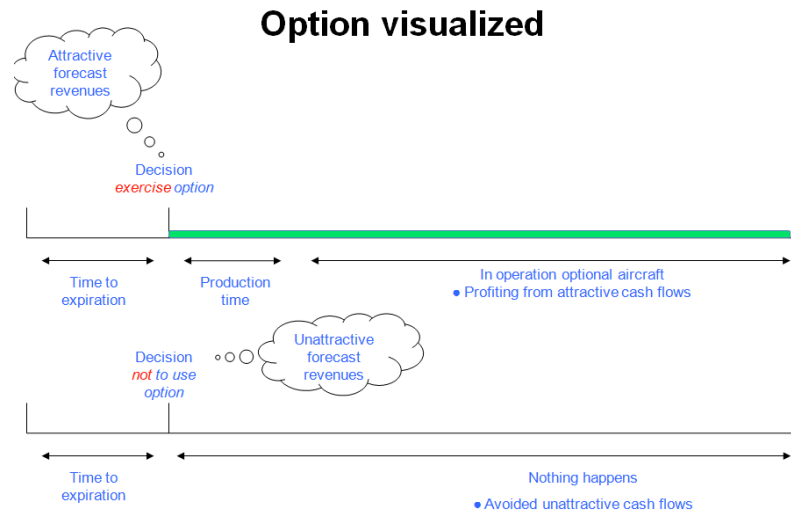 Option visualized
Attractive
forecast
revenues
Decision
exercise option
Time to
expiration
Production
time
In operation optional aircraft
● Profiting from attractive cash flows
Unattractive
forecast
revenues
Decision
not to use
option
Time to
expiration
Nothing happens
● Avoided unattractive cash flows